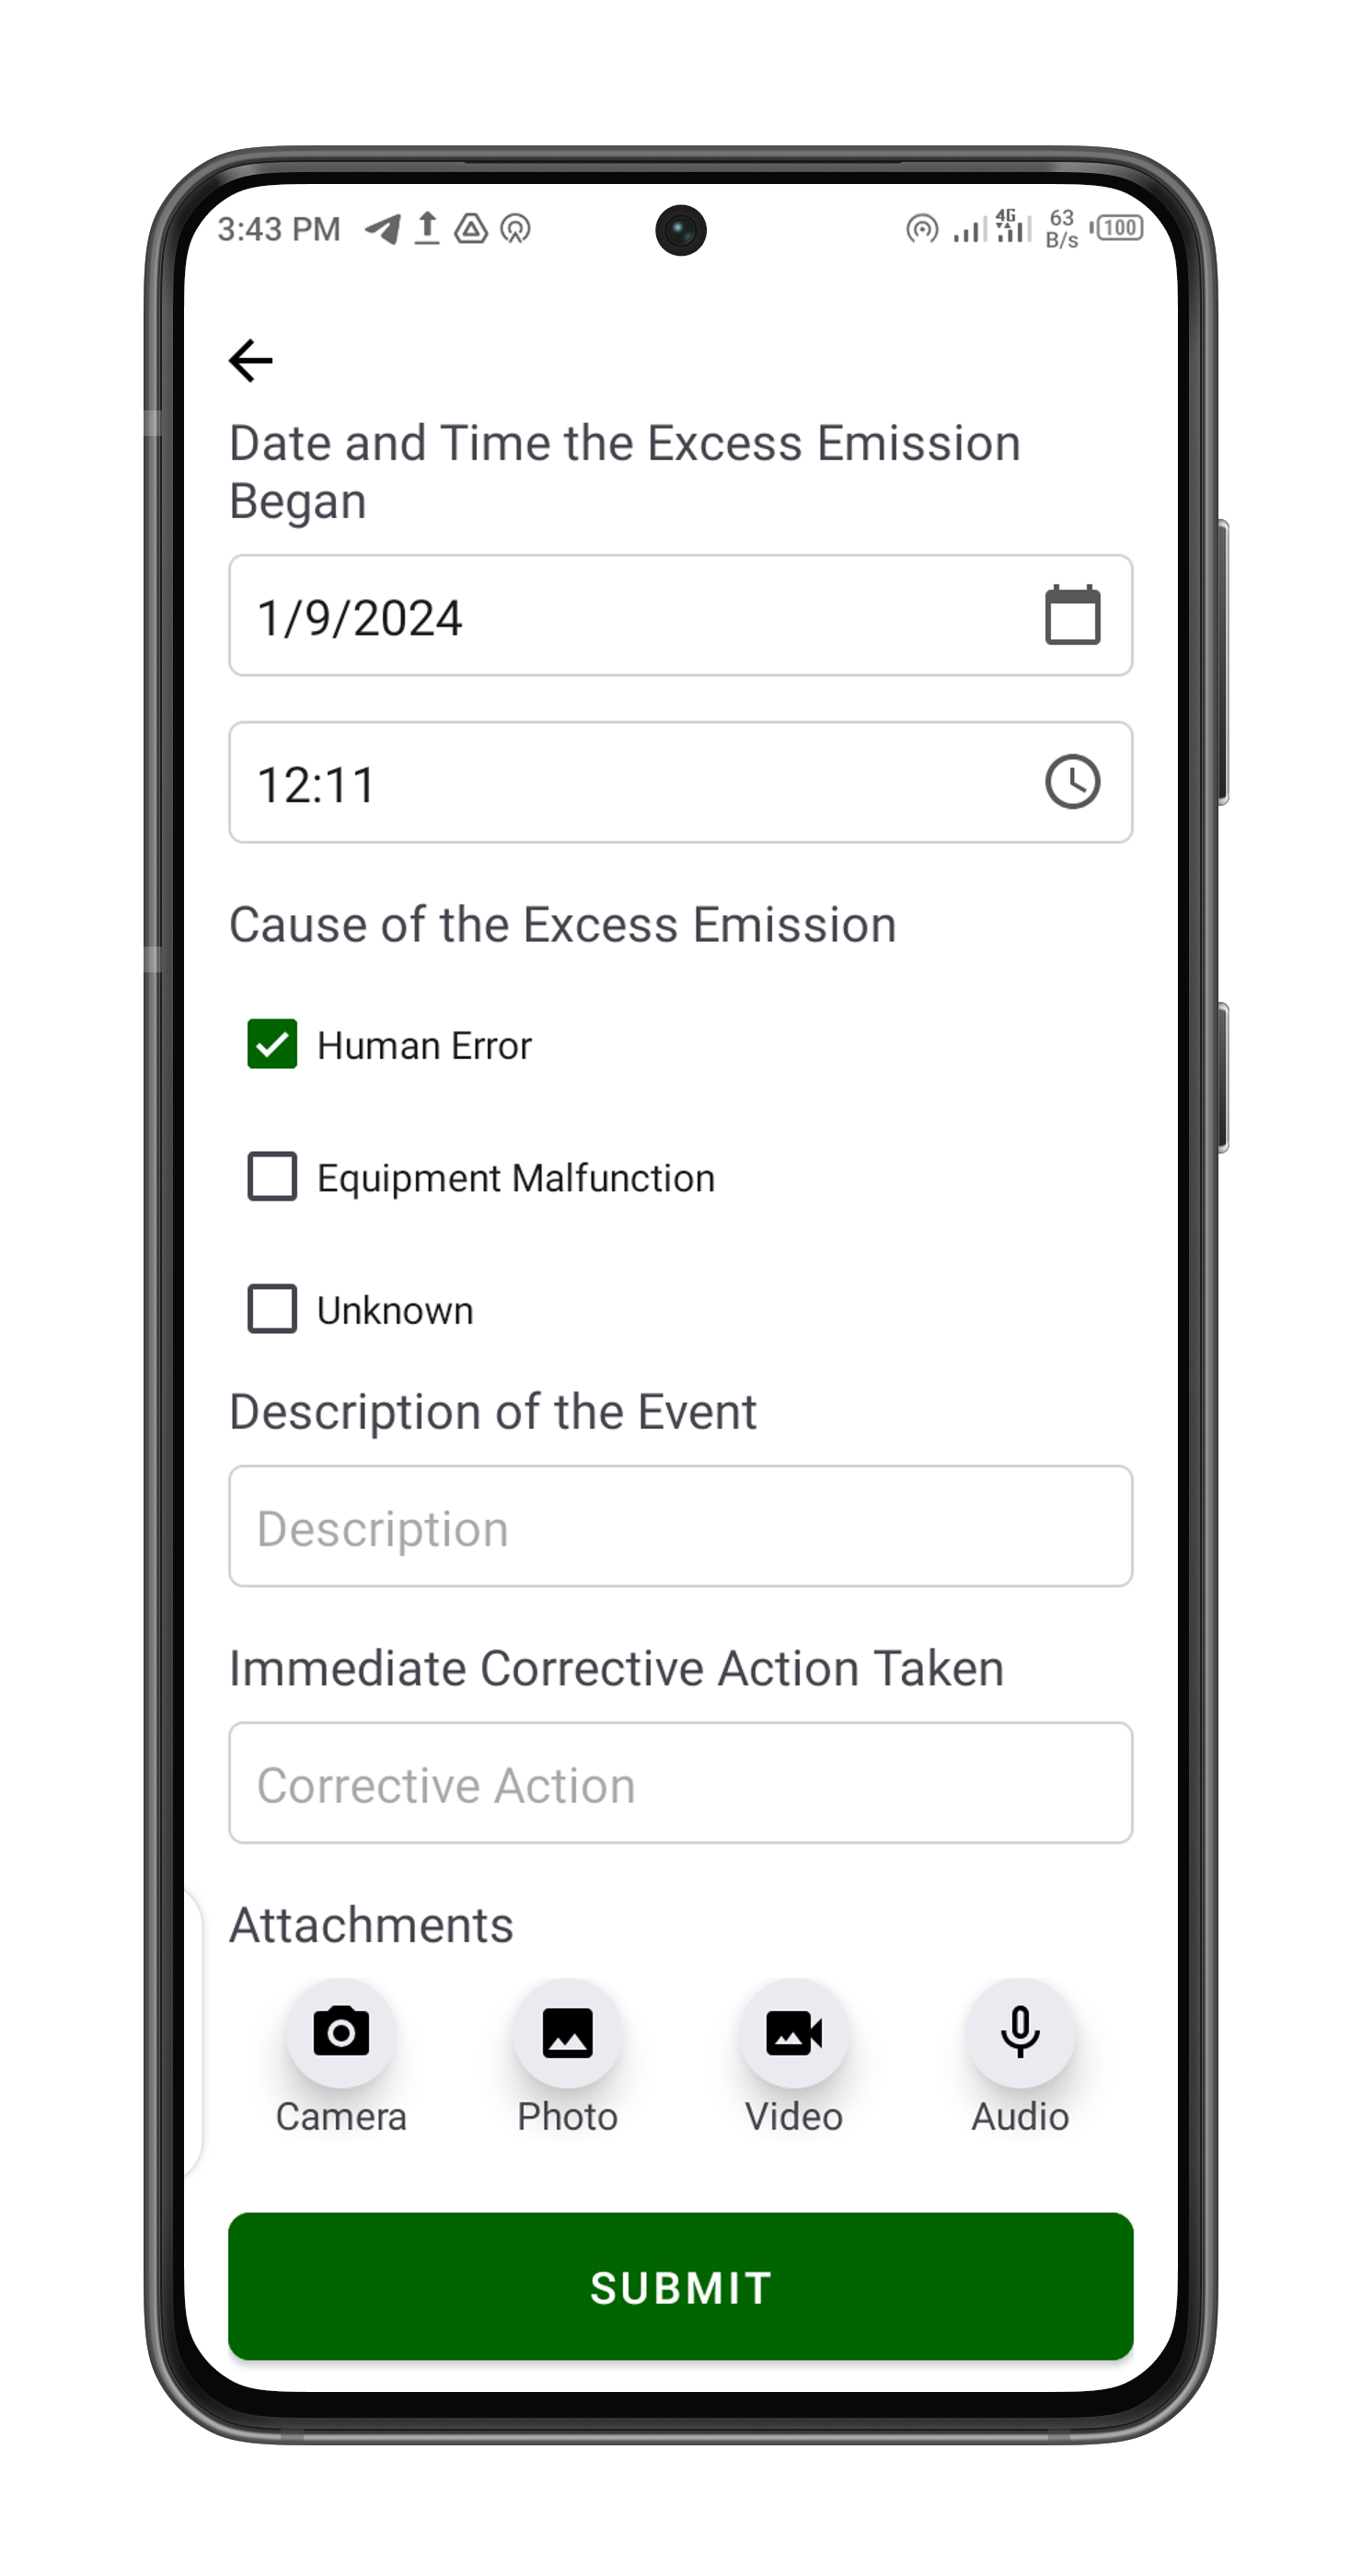 3:43 PM 4G 63 B/s 100
Date and Time the Excess Emission
Began
1/9/2024
12:11
Cause of the Excess Emission
Human Error
Equipment Malfunction
Unknown
Description of the Event
Description
Immediate Corrective Action Taken
Corrective Action
Attachments
Camera Photo Video Audio
SUBMIT